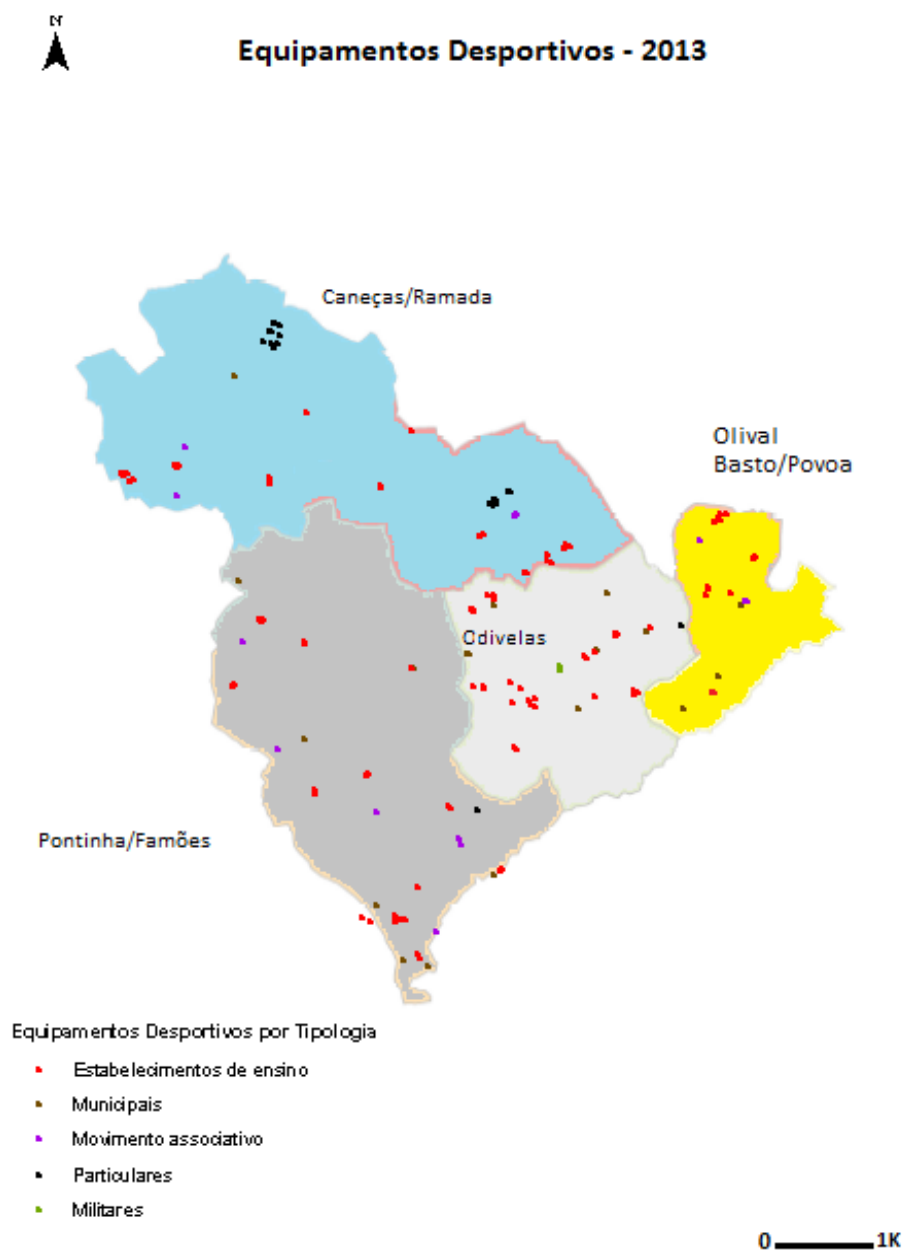 N
Equipamentos Desportivos - 2013
Caneças/Ramada
Olival
Basto/Povoa
Odivelas
Pontinha/Famões
Equipamentos Desportivos por Tipologia
Estabelecimentos de ensino
Municipais
Movimento associativo
Particulares
Militares
0 1K